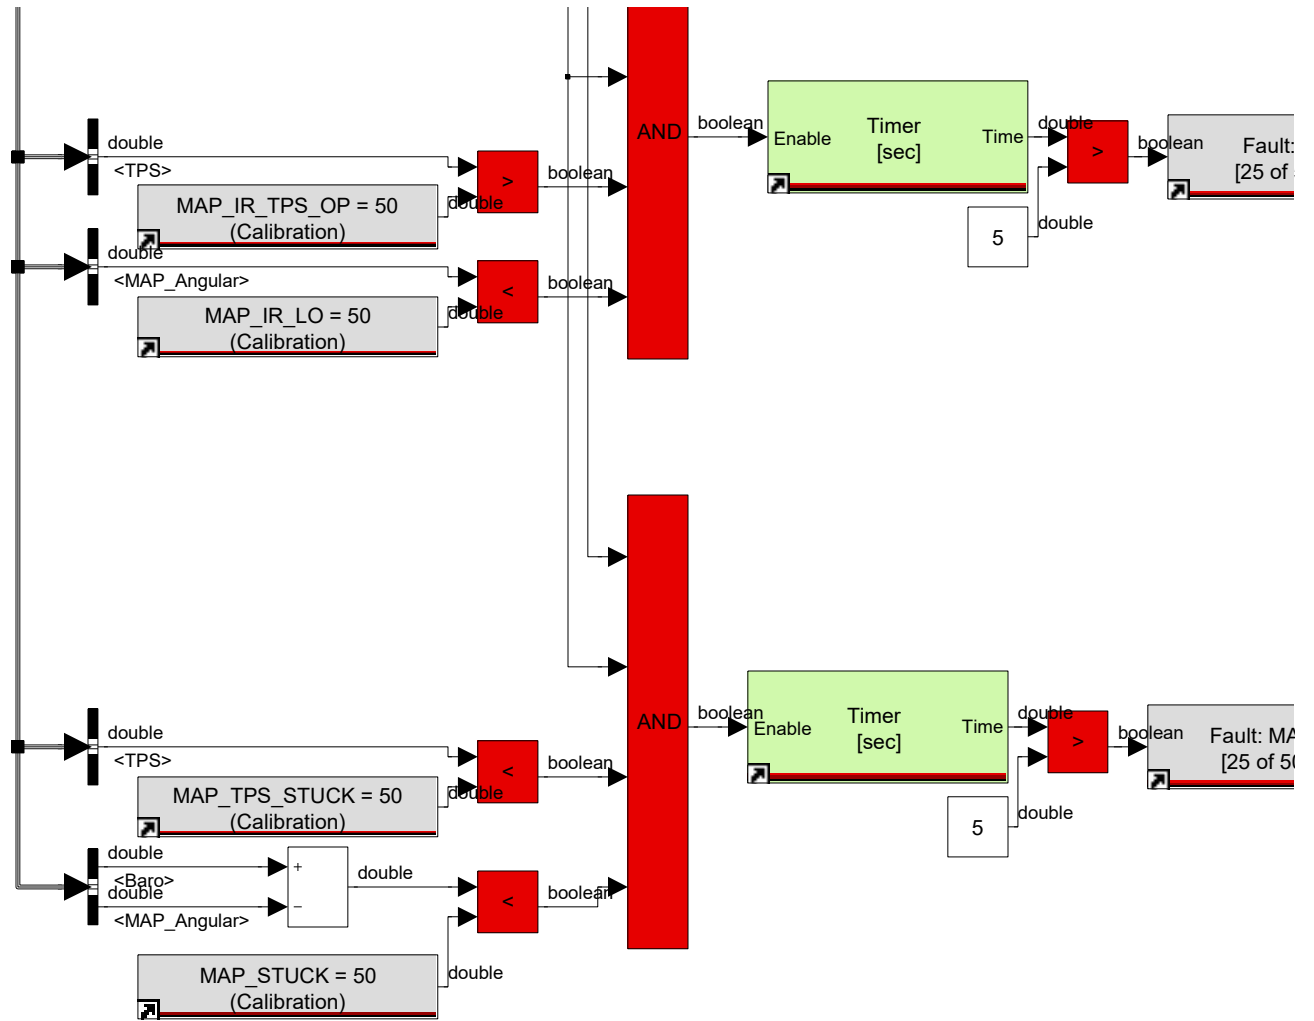 AND
boolean
Enable
Timer
[sec]
Time
double
>
boolean
Fault:
[25 of
5
double
double
<TPS>
MAP_IR_TPS_OP = 50
(Calibration)
double
>
boolean
double
<MAP_Angular>
MAP_IR_LO = 50
(Calibration)
double
<
boolean
AND
boolean
Enable
Timer
[sec]
Time
double
>
boolean
Fault: MA
[25 of 50
5
double
double
<TPS>
MAP_TPS_STUCK = 50
(Calibration)
double
<
boolean
double
<Baro>
double
<MAP_Angular>
+
−
double
<
boolean
MAP_STUCK = 50
(Calibration)
double